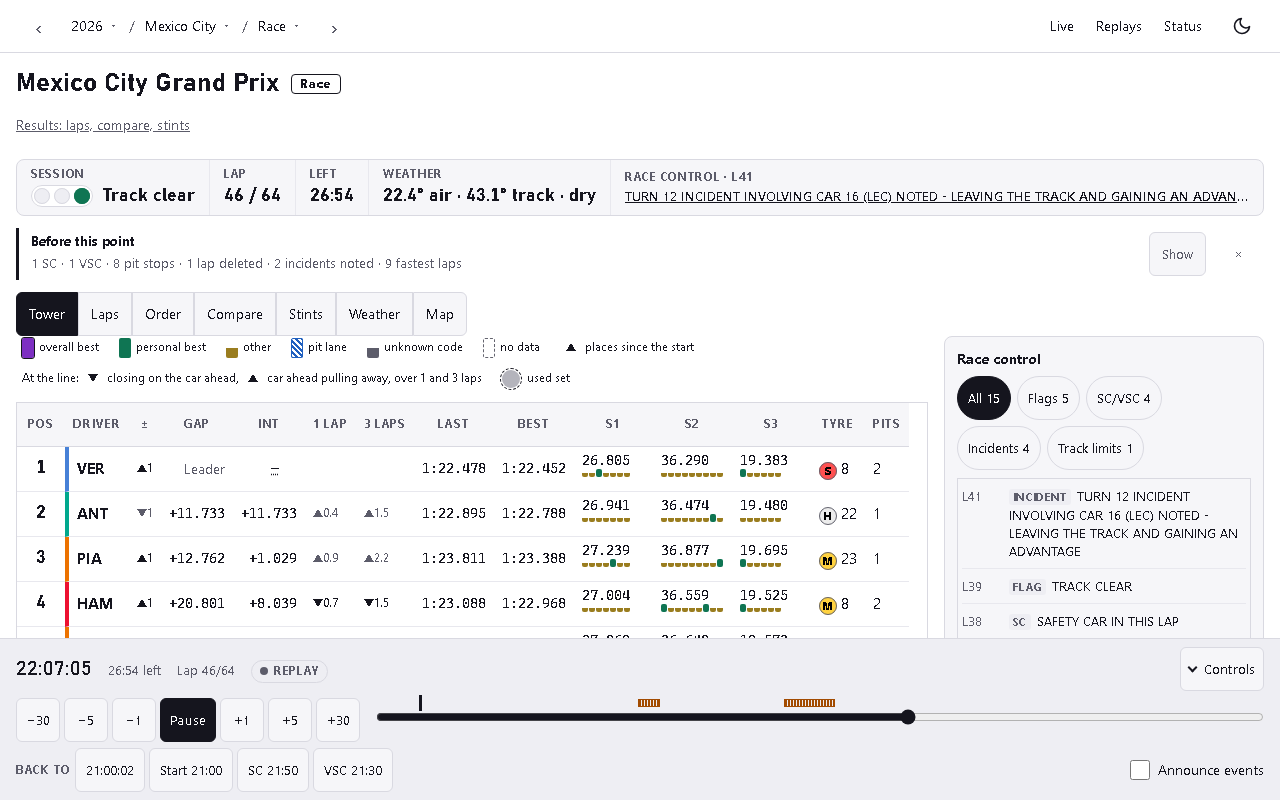 ‹ 2026 / Mexico City / Race › Live Replays Status
Mexico City Grand Prix Race
Results: laps, compare, stints
SESSION LAP LEFT WEATHER RACE CONTROL · L41
Track clear 46 / 64 26:54 22.4° air · 43.1° track · dry TURN 12 INCIDENT INVOLVING CAR 16 (LEC) NOTED - LEAVING THE TRACK AND GAINING AN ADVAN...
Before this point
1 SC · 1 VSC · 8 pit stops · 1 lap deleted · 2 incidents noted · 9 fastest laps
Show ×
Tower Laps Order Compare Stints Weather Map
overall best personal best other pit lane unknown code no data ▲ places since the start
At the line: ▼ closing on the car ahead, ▲ car ahead pulling away, over 1 and 3 laps used set
POS DRIVER ± GAP INT 1 LAP 3 LAPS LAST BEST S1 S2 S3 TYRE PITS
1 VER ▲1 Leader — 1:22.478 1:22.452 26.805 36.290 19.383 S 8 2
2 ANT ▼1 +11.733 +11.733 ▲0.4 ▲1.5 1:22.895 1:22.788 26.941 36.474 19.480 H 22 1
3 PIA ▲1 +12.762 +1.029 ▲0.9 ▲2.2 1:23.811 1:23.388 27.239 36.877 19.695 M 23 1
4 HAM ▲1 +20.801 +8.039 ▼0.7 ▼1.5 1:23.088 1:22.968 27.004 36.559 19.525 M 8 2
Race control
All 15 Flags 5 SC/VSC 4
Incidents 4 Track limits 1
L41 INCIDENT TURN 12 INCIDENT
INVOLVING CAR 16 (LEC) NOTED -
LEAVING THE TRACK AND GAINING AN
ADVANTAGE
L39 FLAG TRACK CLEAR
L38 SC SAFETY CAR IN THIS LAP
22:07:05 26:54 left Lap 46/64 REPLAY Controls
−30 −5 −1 Pause +1 +5 +30
BACK TO 21:00:02 Start 21:00 SC 21:50 VSC 21:30 Announce events